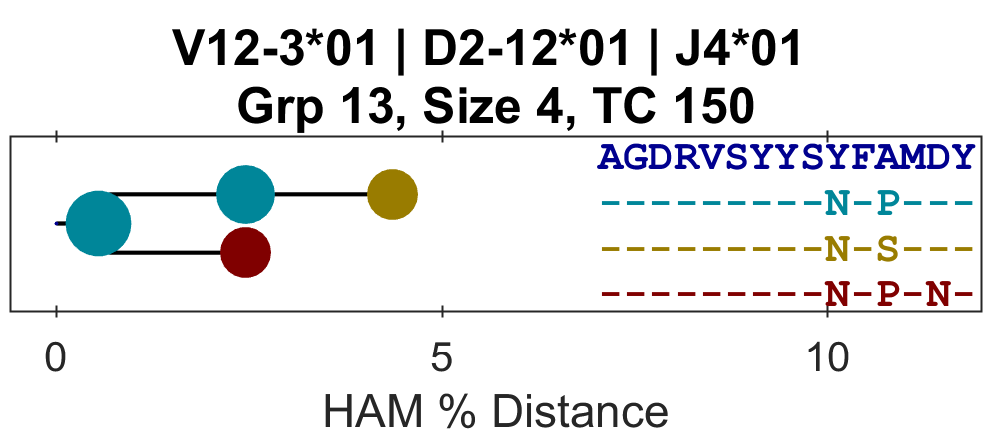 V12-3*01 | D2-12*01 | J4*01
Grp 13, Size 4, TC 150
AGDRVSYYSYFAMDY
---------N-P---
---------N-S---
---------N-P-N-
0 5 10
HAM % Distance